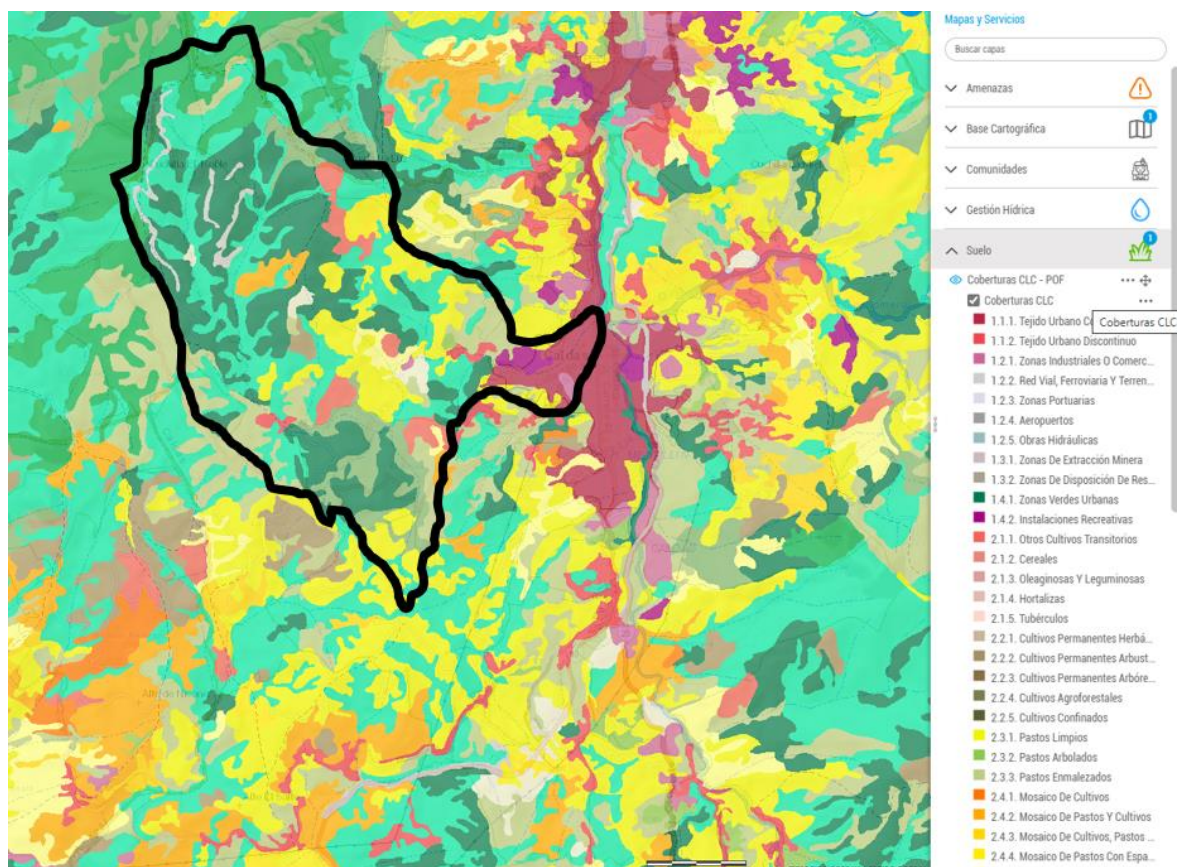 Mapas y Servicios
Buscar capas
Amenazas
Base Cartográfica
1
Comunidades
Gestión Hídrica
Suelo
1
Coberturas CLC - POF
Coberturas CLC
1.1.1. Tejido Urbano Co
Coberturas CLC
1.1.2. Tejido Urbano Discontinuo
1.2.1. Zonas Industriales O Comerc...
1.2.2. Red Vial, Ferroviaria Y Terren...
1.2.3. Zonas Portuarias
1.2.4. Aeropuertos
1.2.5. Obras Hidráulicas
1.3.1. Zonas De Extracción Minera
1.3.2. Zonas De Disposición De Res...
1.4.1. Zonas Verdes Urbanas
1.4.2. Instalaciones Recreativas
2.1.1. Otros Cultivos Transitorios
2.1.2. Cereales
2.1.3. Oleaginosas Y Leguminosas
2.1.4. Hortalizas
2.1.5. Tubérculos
2.2.1. Cultivos Permanentes Herbá...
2.2.2. Cultivos Permanentes Arbust...
2.2.3. Cultivos Permanentes Arbóre...
2.2.4. Cultivos Agroforestales
2.2.5. Cultivos Confinados
2.3.1. Pastos Limpios
2.3.2. Pastos Arbolados
2.3.3. Pastos Enmalezados
2.4.1. Mosaico De Cultivos
2.4.2. Mosaico De Pastos Y Cultivos
2.4.3. Mosaico De Cultivos, Pastos ...
2.4.4. Mosaico De Pastos Con Espa...